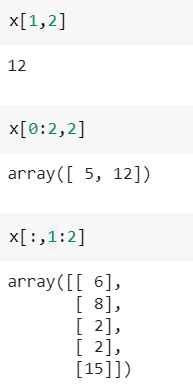 x[1,2]
12
x[0:2,2]
array([ 5, 12])
x[:,1:2]
array([[ 6],
       [ 8],
       [ 2],
       [ 2],
       [15]])